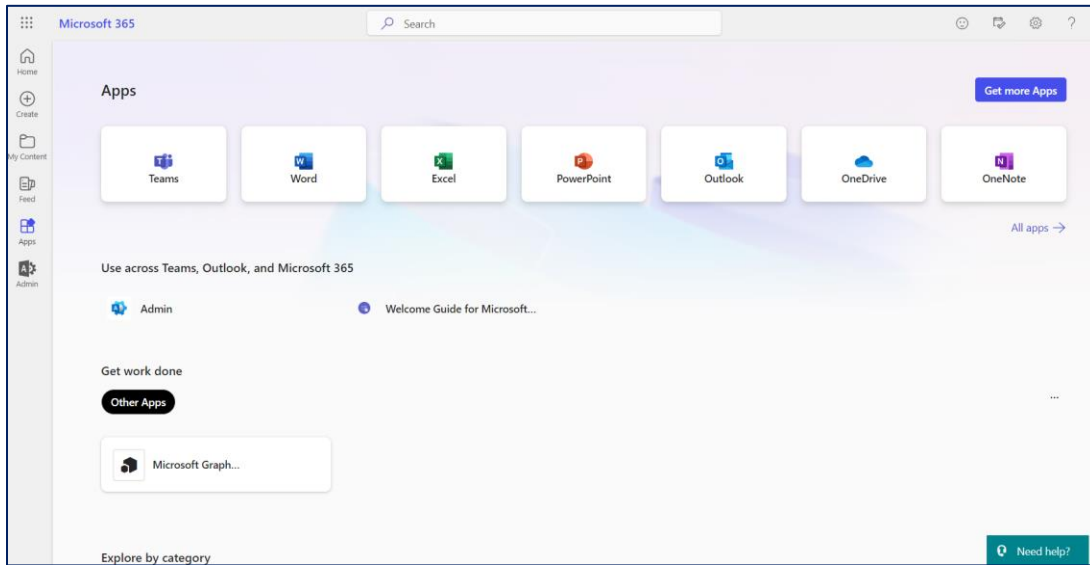 Microsoft 365
Search
?
Home
Create
My Content
Feed
Apps
Admin
Apps
Get more Apps
Teams
Word
Excel
PowerPoint
Outlook
OneDrive
OneNote
All apps →
Use across Teams, Outlook, and Microsoft 365
Admin
Welcome Guide for Microsoft...
Get work done
Other Apps
...
Microsoft Graph...
Explore by category
Need help?